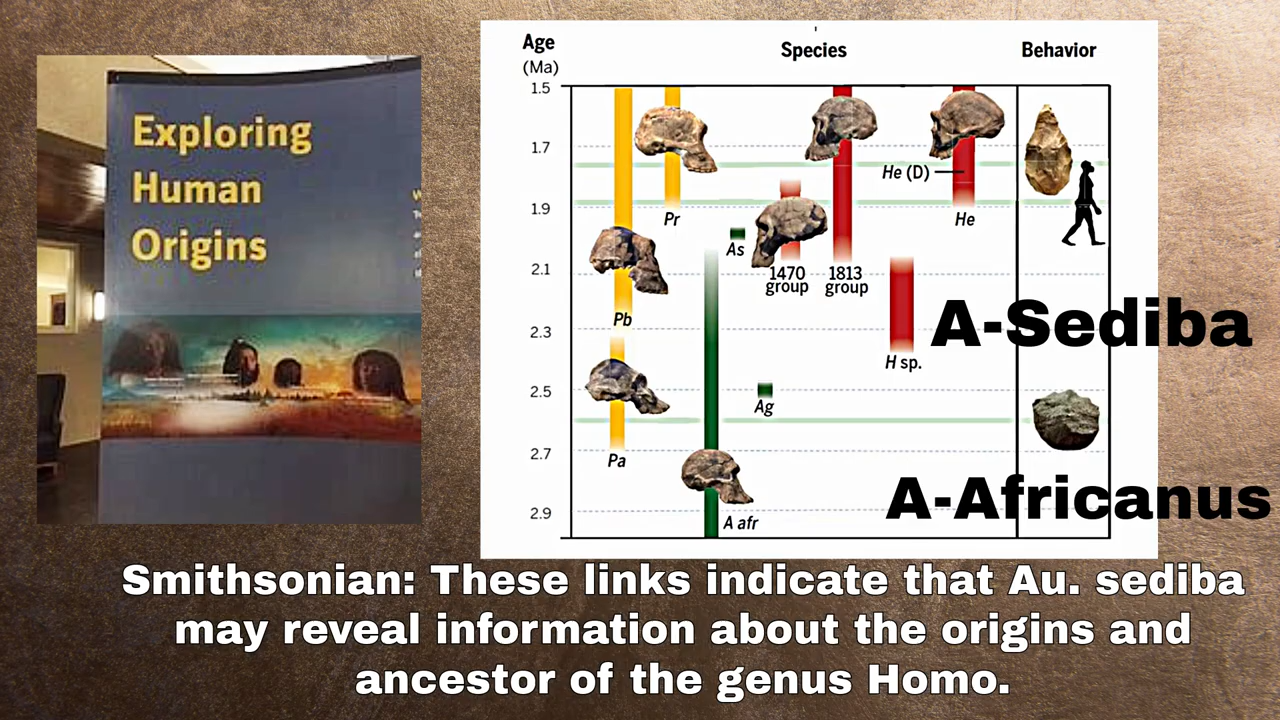 Exploring
Human
Origins
Age
(Ma)
Species
Behavior
1.5
1.7
1.9
2.1
2.3
2.5
2.7
2.9
Pr
As
Pb
Pa
1470
group
1813
group
He (D)
He
H sp.
Ag
A afr
A-Sediba
A-Africanus
Smithsonian: These links indicate that Au. sediba
may reveal information about the origins and
ancestor of the genus Homo.